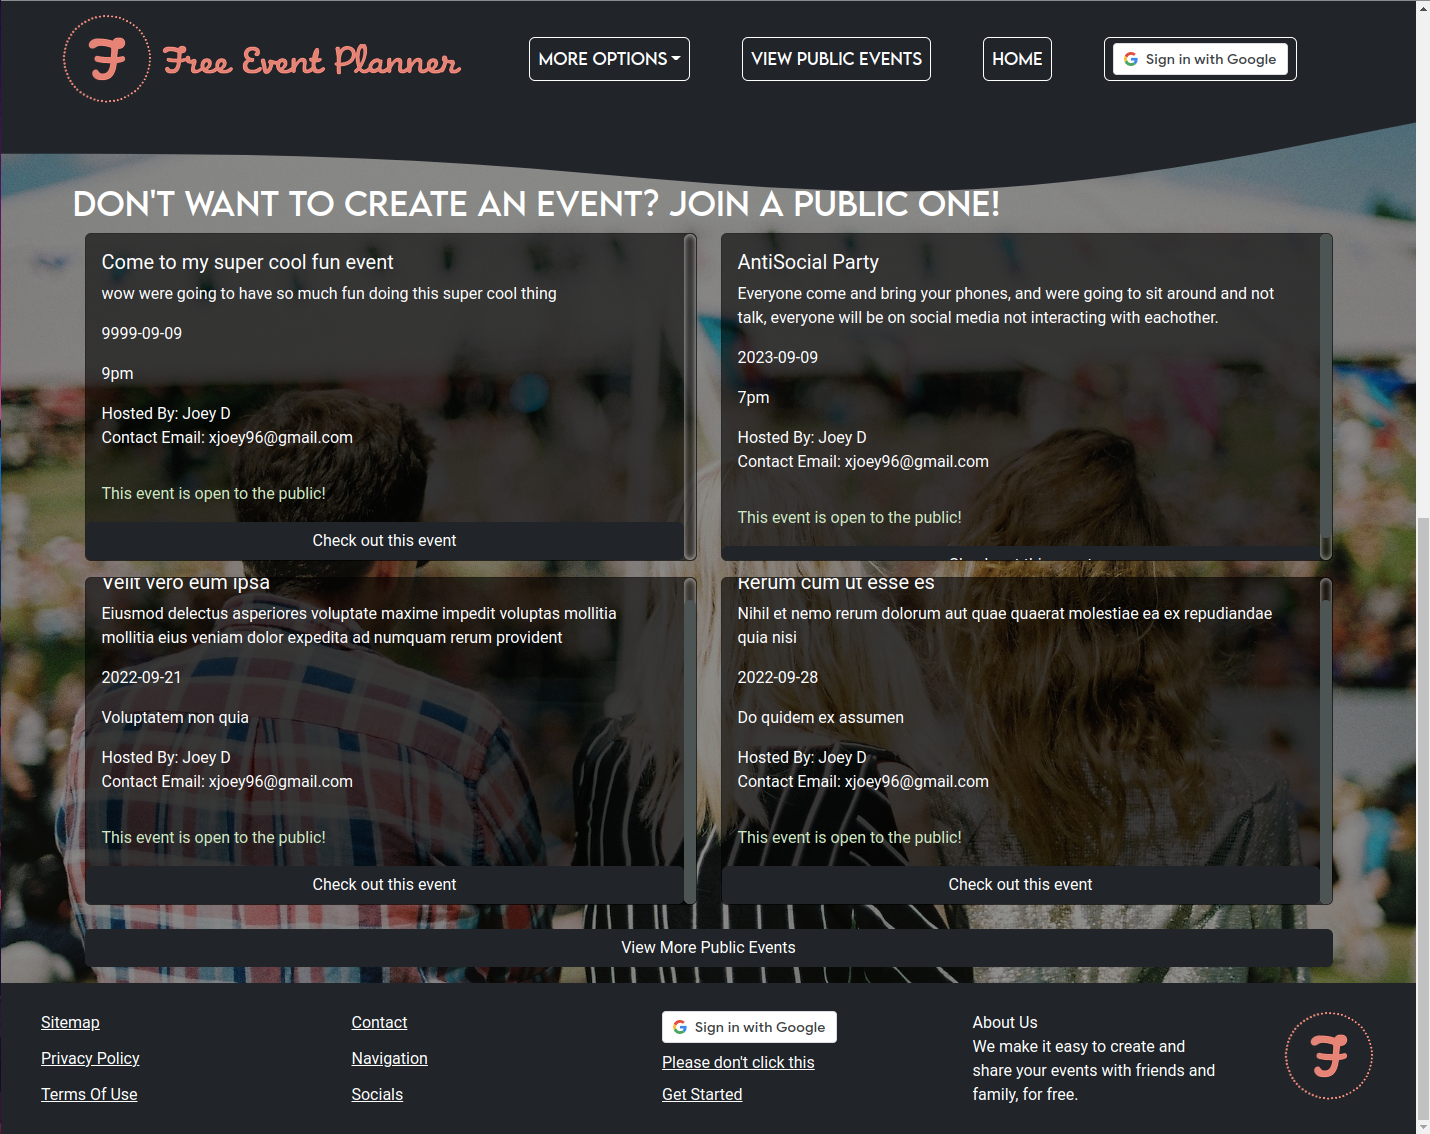 F Free Event Planner
MORE OPTIONS
VIEW PUBLIC EVENTS
HOME
Sign in with Google
DON'T WANT TO CREATE AN EVENT? JOIN A PUBLIC ONE!
Come to my super cool fun event
wow were going to have so much fun doing this super cool thing
9999-09-09
9pm
Hosted By: Joey D
Contact Email: xjoey96@gmail.com
This event is open to the public!
Check out this event
AntiSocial Party
Everyone come and bring your phones, and were going to sit around and not
talk, everyone will be on social media not interacting with eachother.
2023-09-09
7pm
Hosted By: Joey D
Contact Email: xjoey96@gmail.com
This event is open to the public!
Check out this event
Velit vero eum ipsa
Eiusmod delectus asperiores voluptate maxime impedit voluptas mollitia
mollitia eius veniam dolor expedita ad numquam rerum provident
2022-09-21
Voluptatem non quia
Hosted By: Joey D
Contact Email: xjoey96@gmail.com
This event is open to the public!
Check out this event
Rerum cum ut esse es
Nihil et nemo rerum dolorum aut quae quaerat molestiae ea ex repudiandae
quia nisi
2022-09-28
Do quidem ex assumen
Hosted By: Joey D
Contact Email: xjoey96@gmail.com
This event is open to the public!
Check out this event
View More Public Events
Sitemap
Privacy Policy
Terms Of Use
Contact
Navigation
Socials
Sign in with Google
Please don't click this
Get Started
About Us
We make it easy to create and
share your events with friends and
family, for free.
F